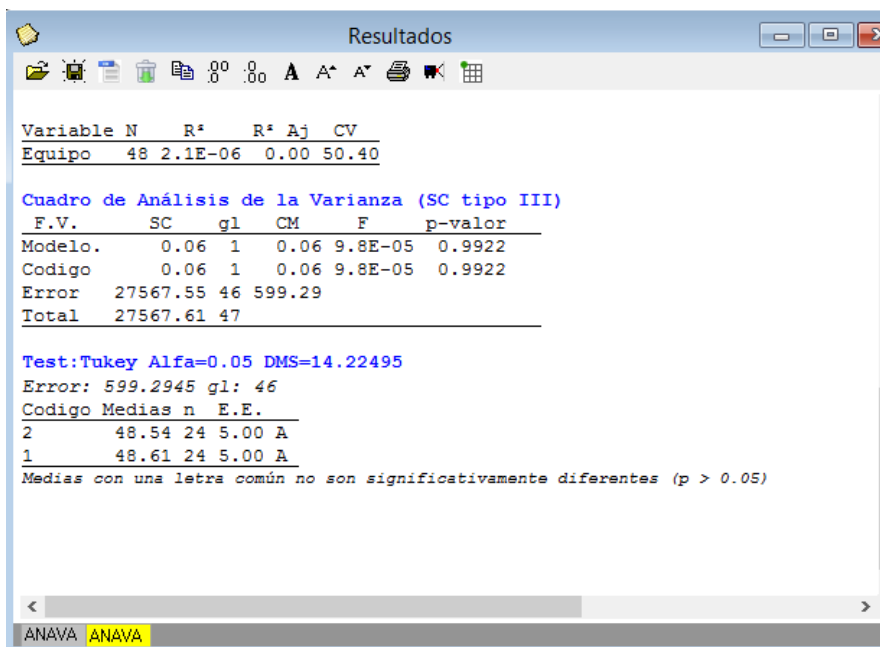 Resultados
Variable N R² R² Aj CV
Equipo 48 2.1E-06 0.00 50.40
Cuadro de Análisis de la Varianza (SC tipo III)
F.V. SC gl CM F p-valor
Modelo. 0.06 1 0.06 9.8E-05 0.9922
Codigo 0.06 1 0.06 9.8E-05 0.9922
Error 27567.55 46 599.29
Total 27567.61 47
Test:Tukey Alfa=0.05 DMS=14.22495
Error: 599.2945 gl: 46
Codigo Medias n E.E.
2 48.54 24 5.00 A
1 48.61 24 5.00 A
Medias con una letra común no son significativamente diferentes (p > 0.05)
ANAVA ANAVA